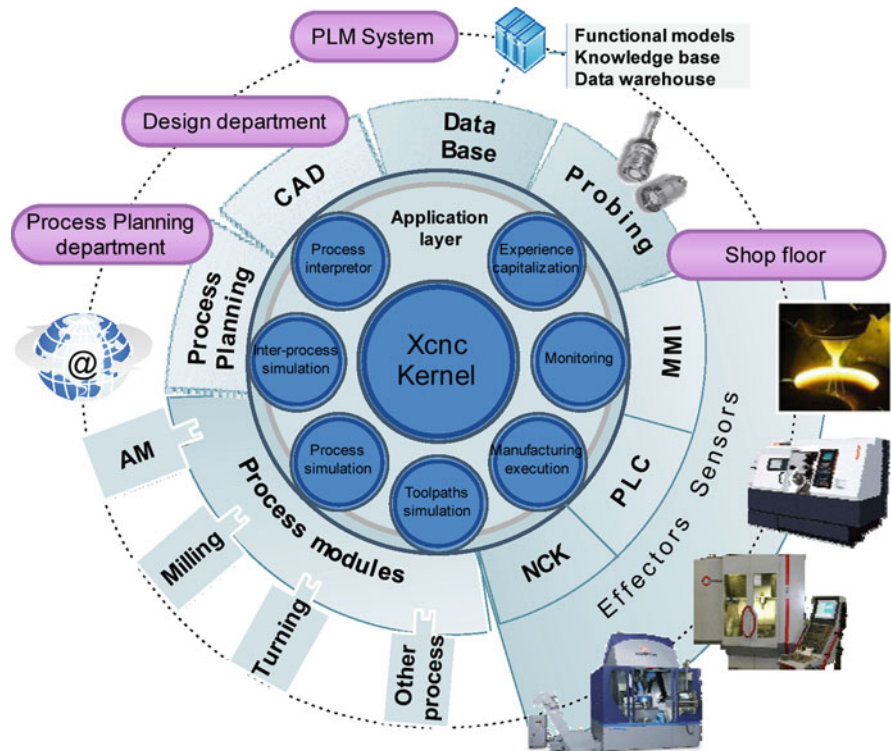 PLM System
Functional models
Knowledge base
Data warehouse
Design department
Data
Base
CAD
Probing
Process Planning
department
Application
layer
Process
interpretor
Experience
capitalization
Shop floor
Process
Planning
@
Inter-process
simulation
Xcnc
Kernel
Monitoring
MMI
AM
Process
simulation
Toolpaths
simulation
Manufacturing
execution
PLC
Effectors Sensors
Milling
Process modules
NCK
Turning
Other
process